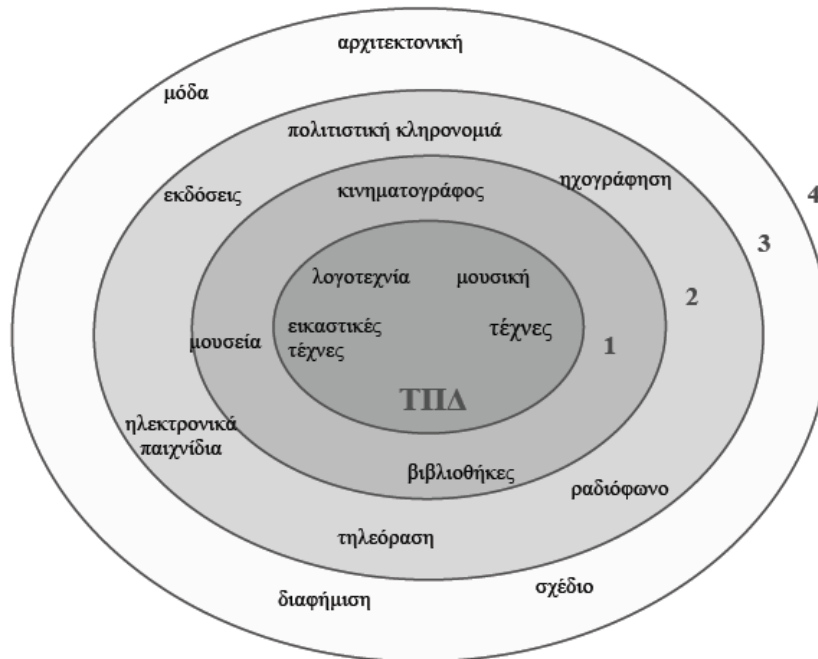 αρχιτεκτονική
μόδα
πολιτιστική κληρονομιά
ηχογράφηση
εκδόσεις
κινηματογράφος
4
3
2
λογοτεχνία
μουσική
εικαστικές
τέχνες
τέχνες
μουσεία
1
ΤΠΔ
ηλεκτρονικά
παιχνίδια
βιβλιοθήκες
ραδιόφωνο
τηλεόραση
σχέδιο
διαφήμιση